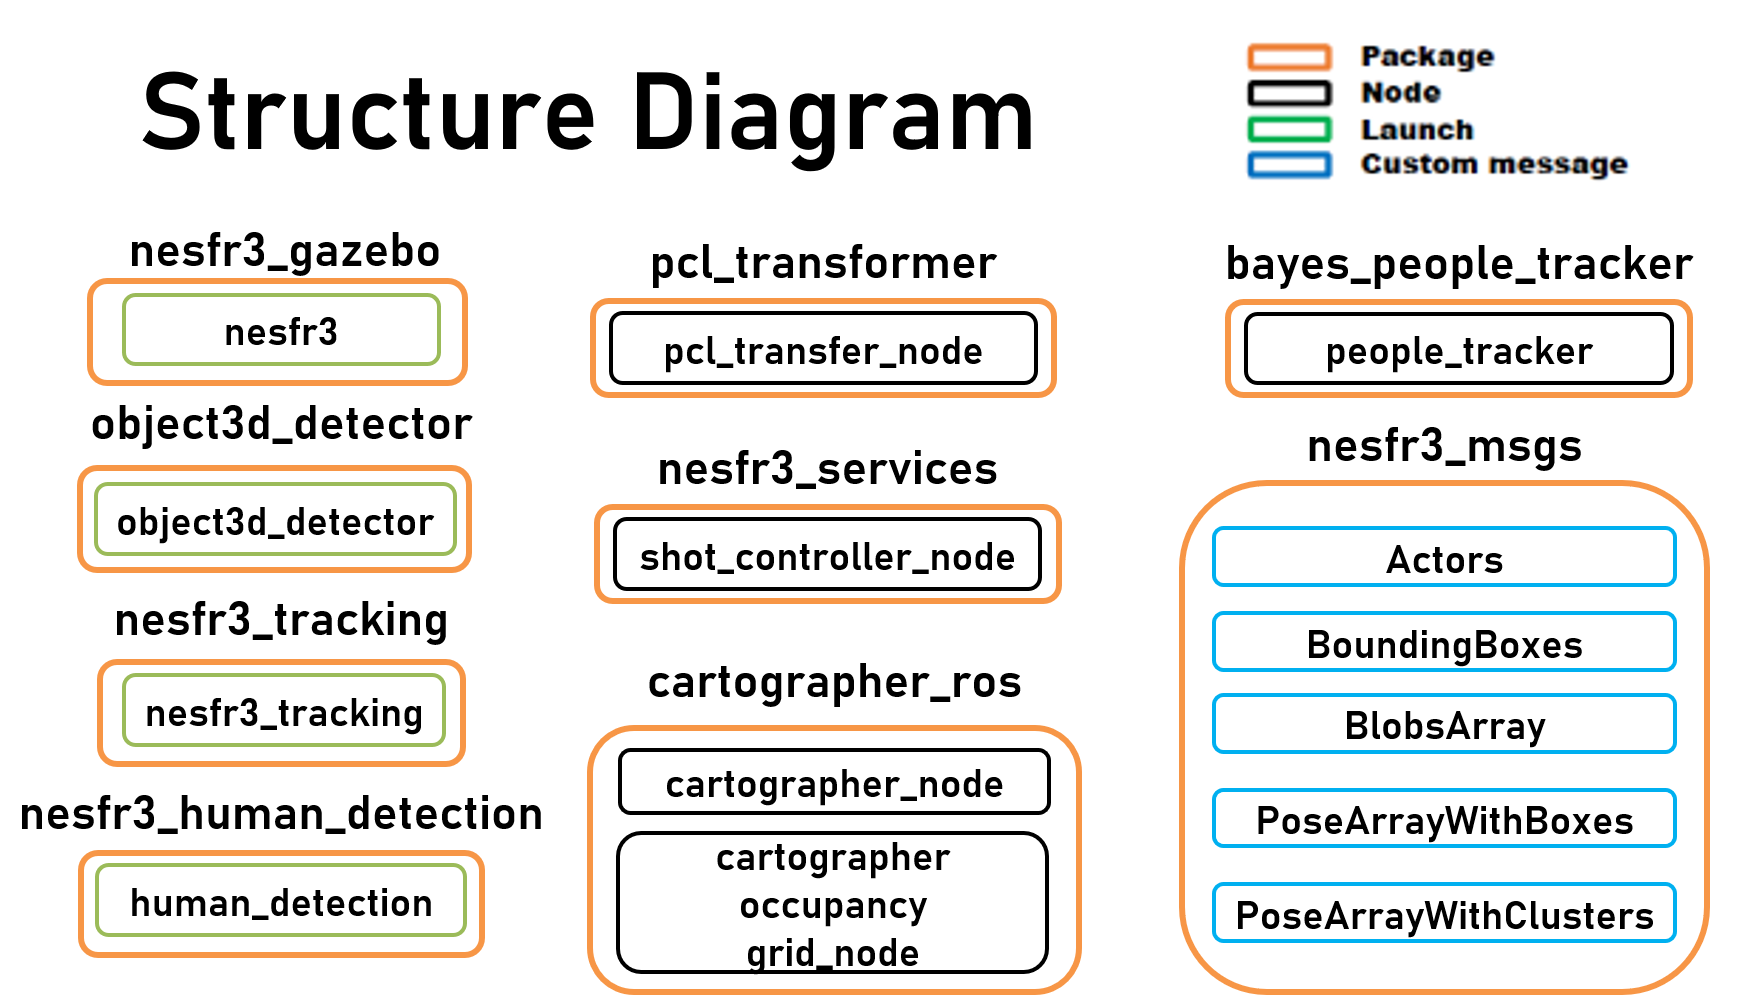 Structure Diagram
Package
Node
Launch
Custom message
nesfr3_gazebo
nesfr3
object3d_detector
object3d_detector
nesfr3_tracking
nesfr3_tracking
nesfr3_human_detection
human_detection
pcl_transformer
pcl_transfer_node
nesfr3_services
shot_controller_node
cartographer_ros
cartographer_node
cartographer
occupancy
grid_node
bayes_people_tracker
people_tracker
nesfr3_msgs
Actors
BoundingBoxes
BlobsArray
PoseArrayWithBoxes
PoseArrayWithClusters